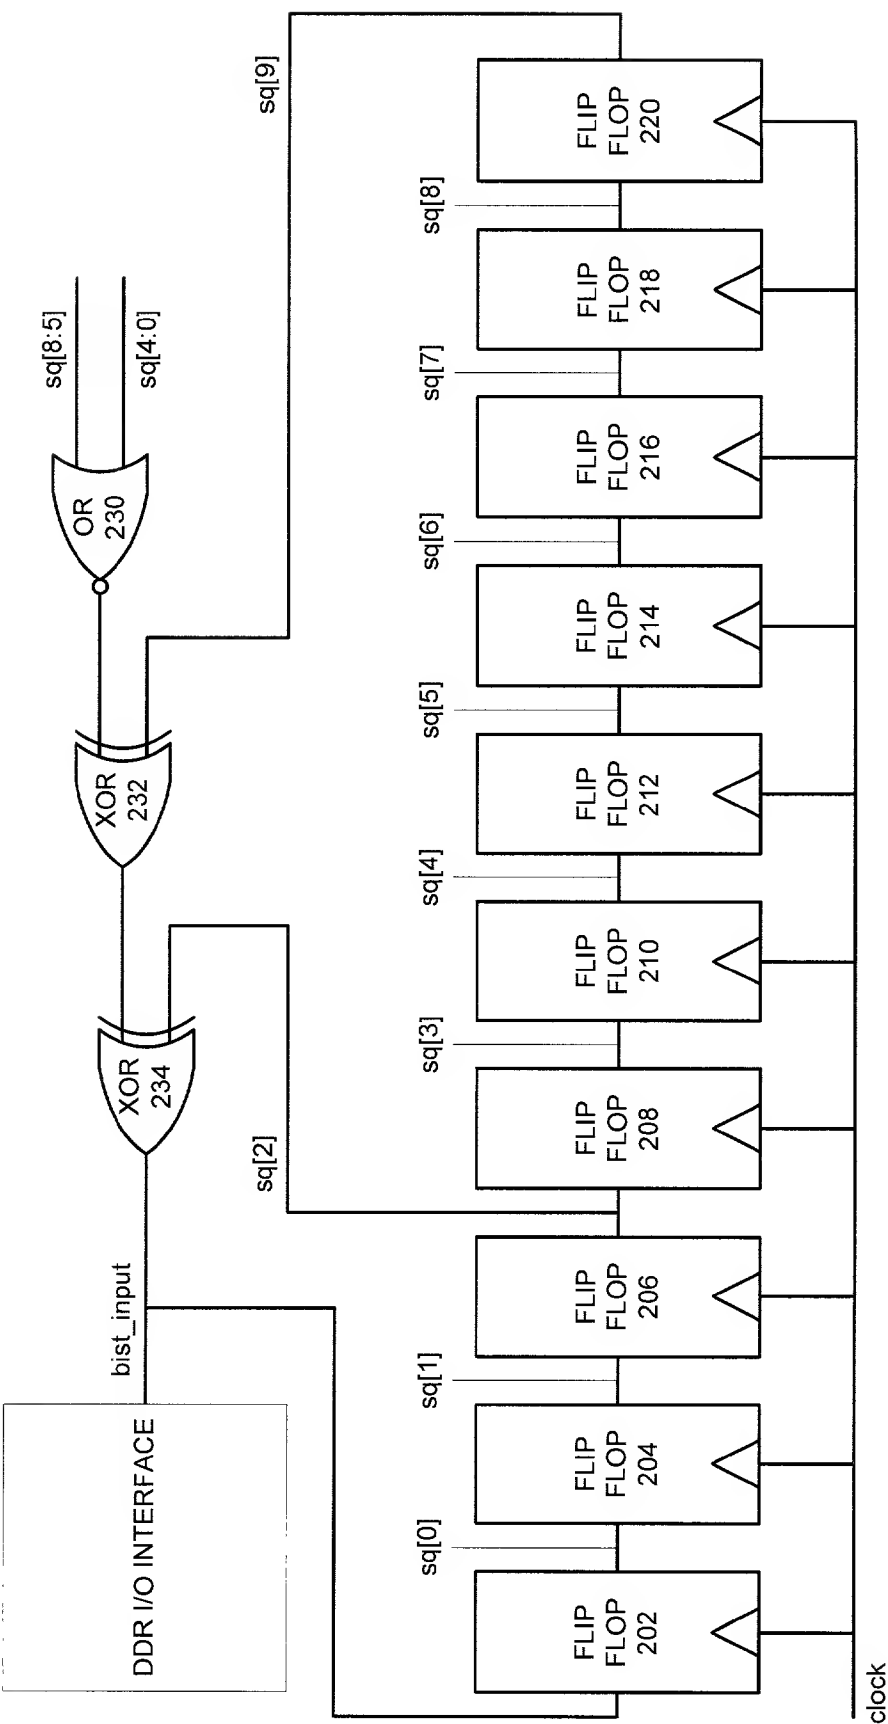 DDR I/O INTERFACE
bist_input
XOR
234
XOR
232
OR
230
sq[8:5]
sq[4:0]
sq[2]
sq[9]
sq[0]
sq[1]
sq[3]
sq[4]
sq[5]
sq[6]
sq[7]
sq[8]
FLIP
FLOP
202
FLIP
FLOP
204
FLIP
FLOP
206
FLIP
FLOP
208
FLIP
FLOP
210
FLIP
FLOP
212
FLIP
FLOP
214
FLIP
FLOP
216
FLIP
FLOP
218
FLIP
FLOP
220
clock